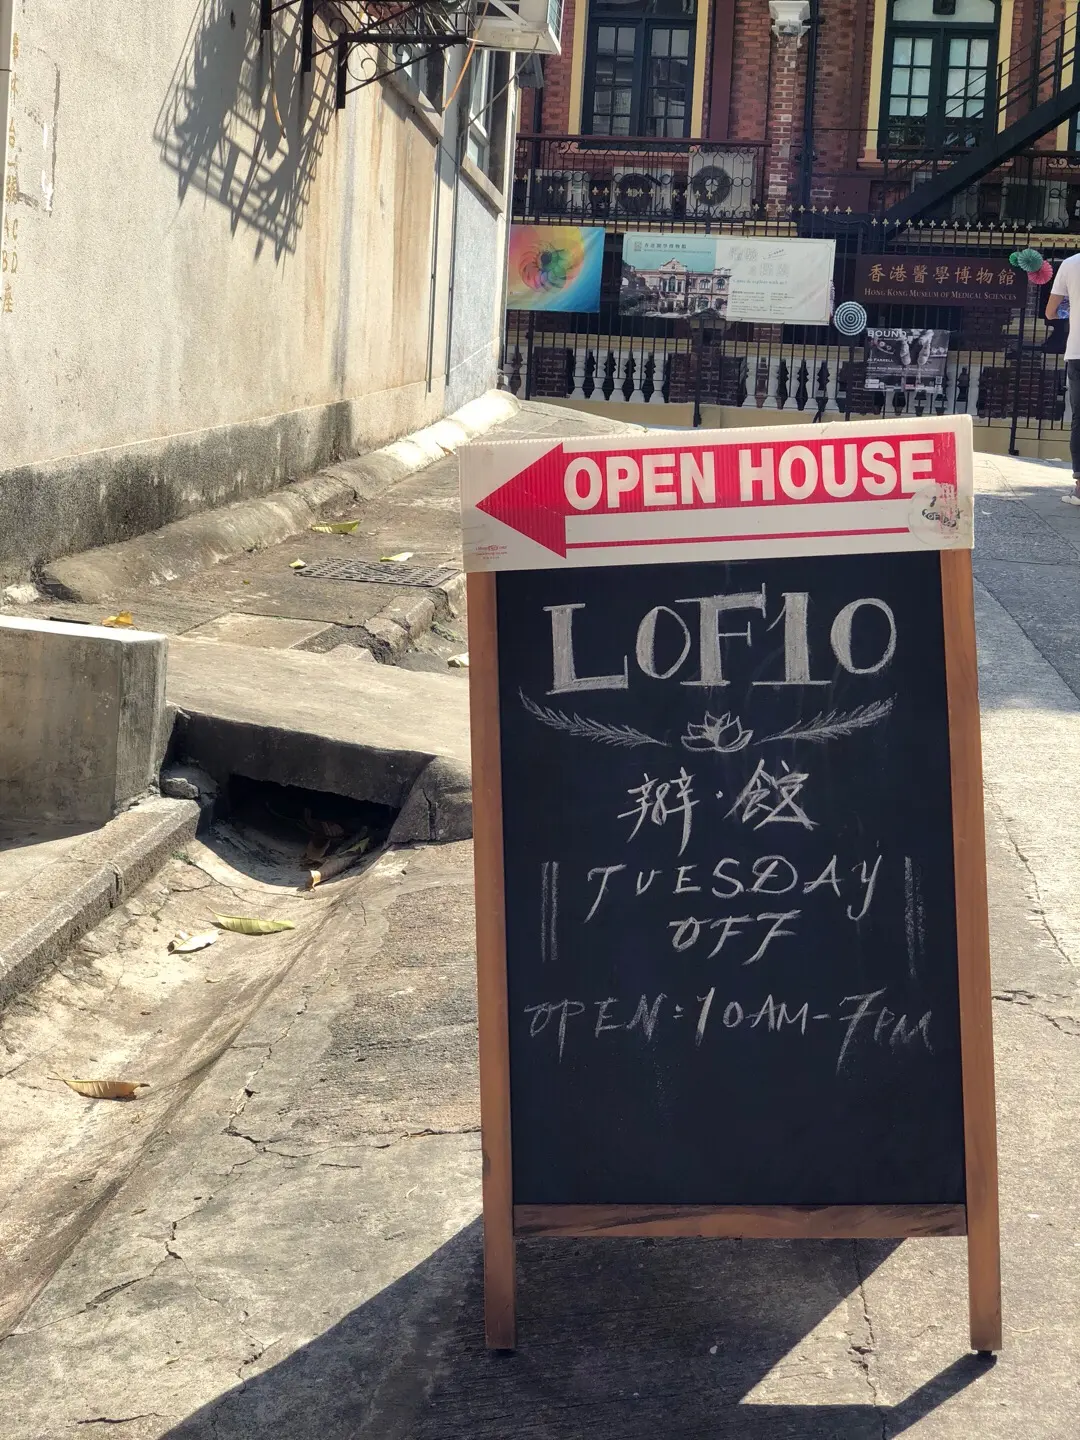 香港醫學博物館
HONG KONG MUSEUM OF MEDICAL SCIENCES
BOUND
OPEN HOUSE
LOF10
辦·館
TUESDAY
OFF
OPEN:10AM-7PM